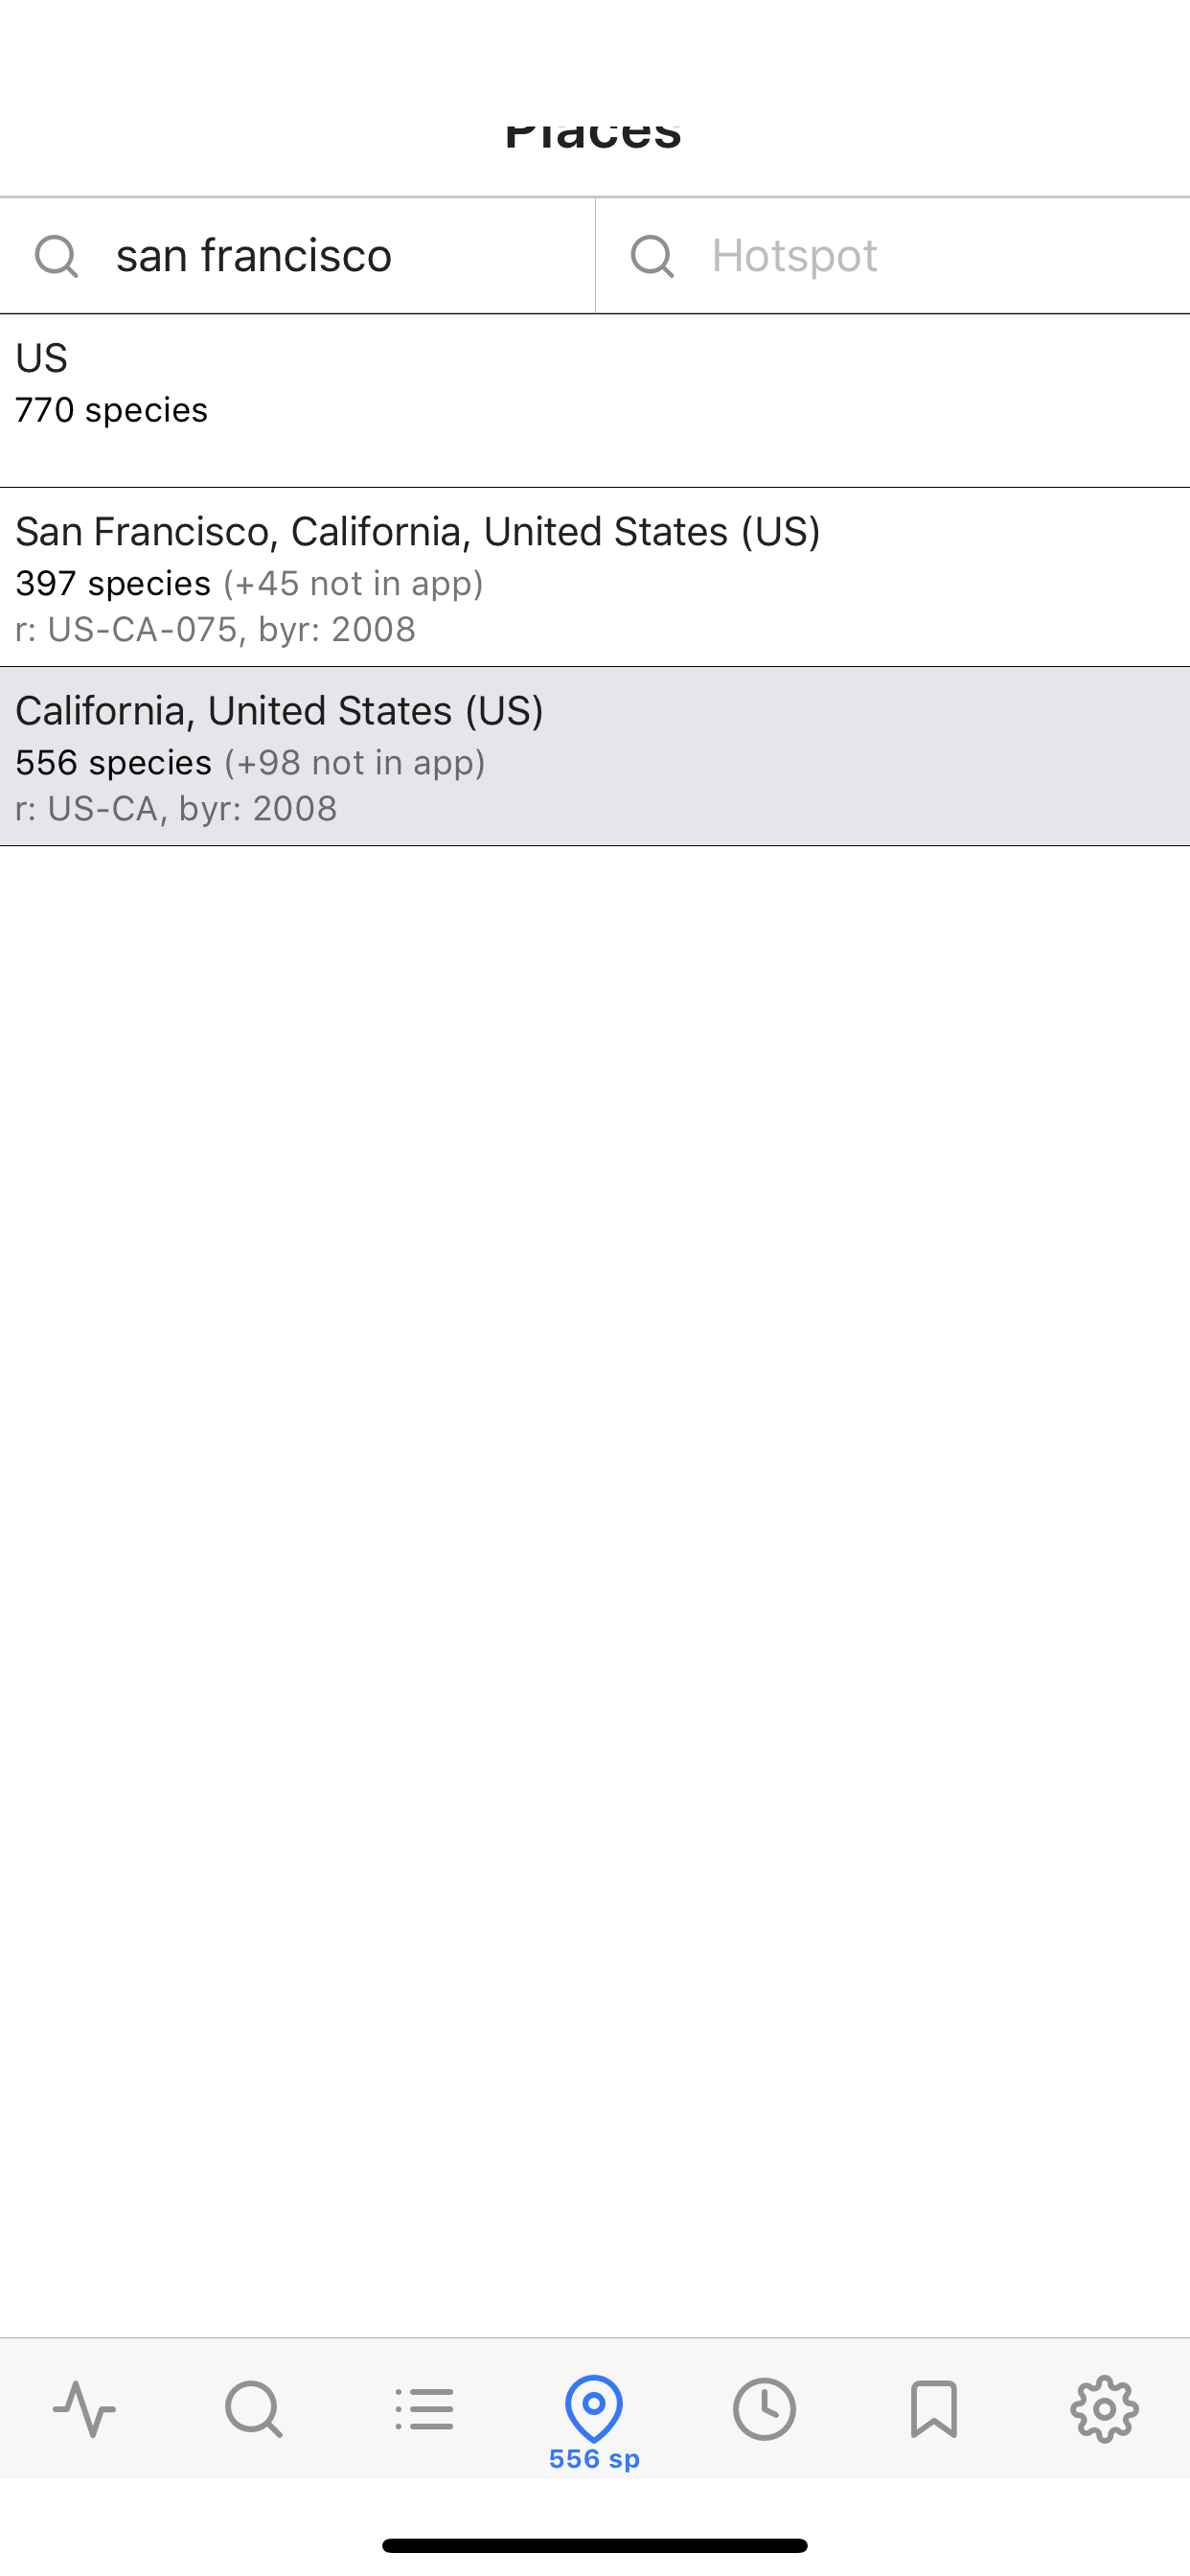 Places
san francisco
Hotspot
US
770 species
San Francisco, California, United States (US)
397 species (+45 not in app)
r: US-CA-075, byr: 2008
California, United States (US)
556 species (+98 not in app)
r: US-CA, byr: 2008
556 sp